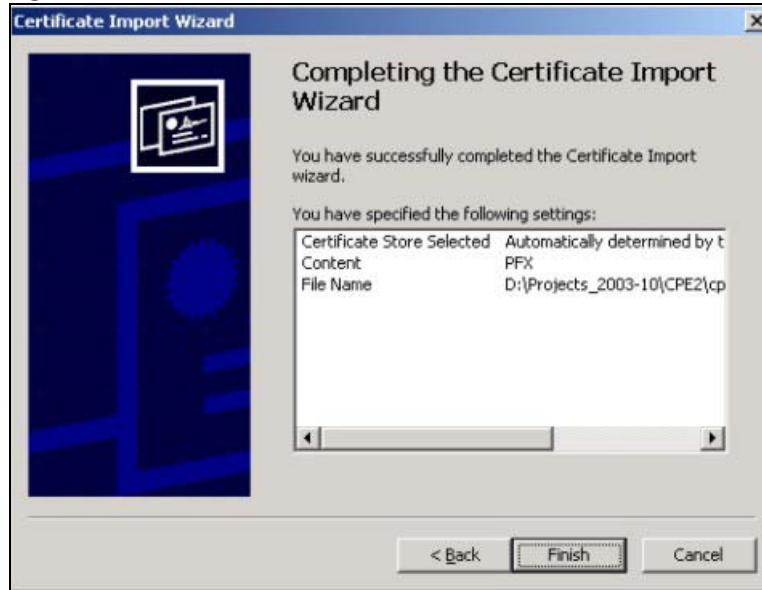 Certificate Import Wizard
Completing the Certificate Import
Wizard
You have successfully completed the Certificate Import
wizard.
You have specified the following settings:
Certificate Store Selected Automatically determined by t
Content PFX
File Name D:\Projects_2003-10\CPE2\cp
< Back Finish Cancel